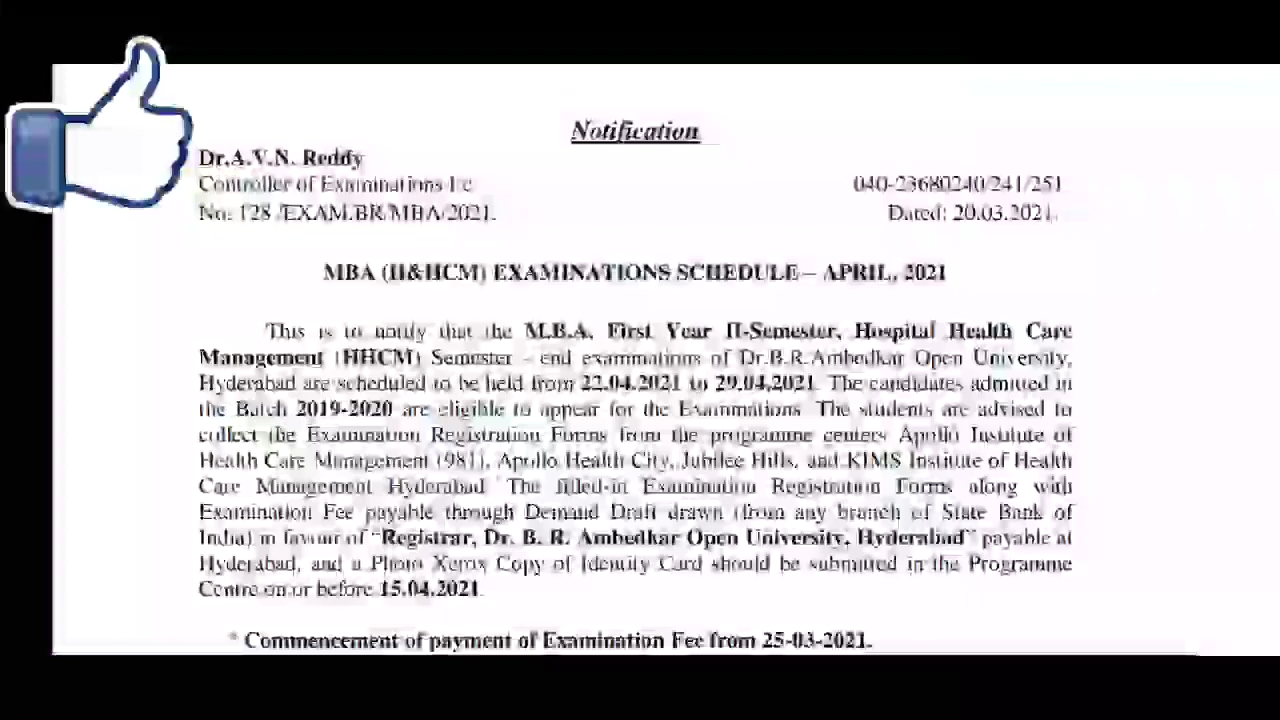 Notification
Dr.A.V.N. Reddy
Controller of Examinations I/c 040-23680240/241/251
No: 128 /EXAM.BR/MBA/2021. Dated: 20.03.2021.
MBA (H&HCM) EXAMINATIONS SCHEDULE – APRIL, 2021
This is to notify that the M.B.A. First Year II-Semester, Hospital Health Care
Management (HHCM) Semester - end examinations of Dr.B.R.Ambedkar Open University,
Hyderabad are scheduled to be held from 22.04.2021 to 29.04.2021. The candidates admitted in
the Batch 2019-2020 are eligible to appear for the Examinations. The students are advised to
collect the Examination Registration Forms from the programme centers Apollo Institute of
Health Care Management (981), Apollo Health City, Jubilee Hills, and KIMS Institute of Health
Care Management Hyderabad. The filled-in Examination Registration Forms along with
Examination Fee payable through Demand Draft drawn (from any branch of State Bank of
India) in favour of “Registrar, Dr. B. R. Ambedkar Open University, Hyderabad” payable at
Hyderabad, and a Photo Xerox Copy of Identity Card should be submitted in the Programme
Centre on or before 15.04.2021.
* Commencement of payment of Examination Fee from 25-03-2021.